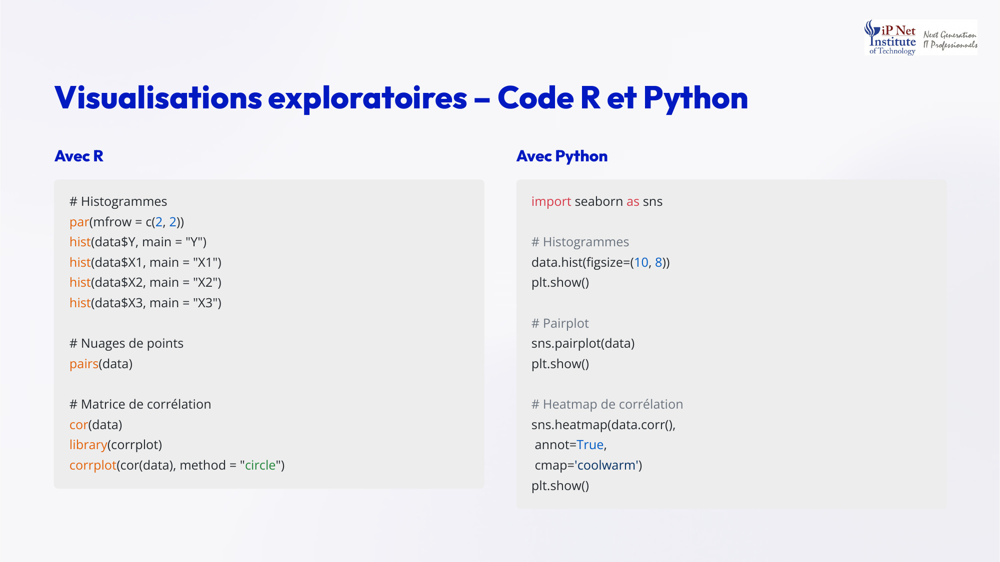 iP Net
Institute
of Technology
Next Generation
IT Professionnels
Visualisations exploratoires – Code R et Python
Avec R
# Histogrammes
par(mfrow = c(2, 2))
hist(data$Y, main = "Y")
hist(data$X1, main = "X1")
hist(data$X2, main = "X2")
hist(data$X3, main = "X3")
# Nuages de points
pairs(data)
# Matrice de corrélation
cor(data)
library(corrplot)
corrplot(cor(data), method = "circle")
Avec Python
import seaborn as sns
# Histogrammes
data.hist(figsize=(10, 8))
plt.show()
# Pairplot
sns.pairplot(data)
plt.show()
# Heatmap de corrélation
sns.heatmap(data.corr(),
annot=True,
cmap='coolwarm')
plt.show()